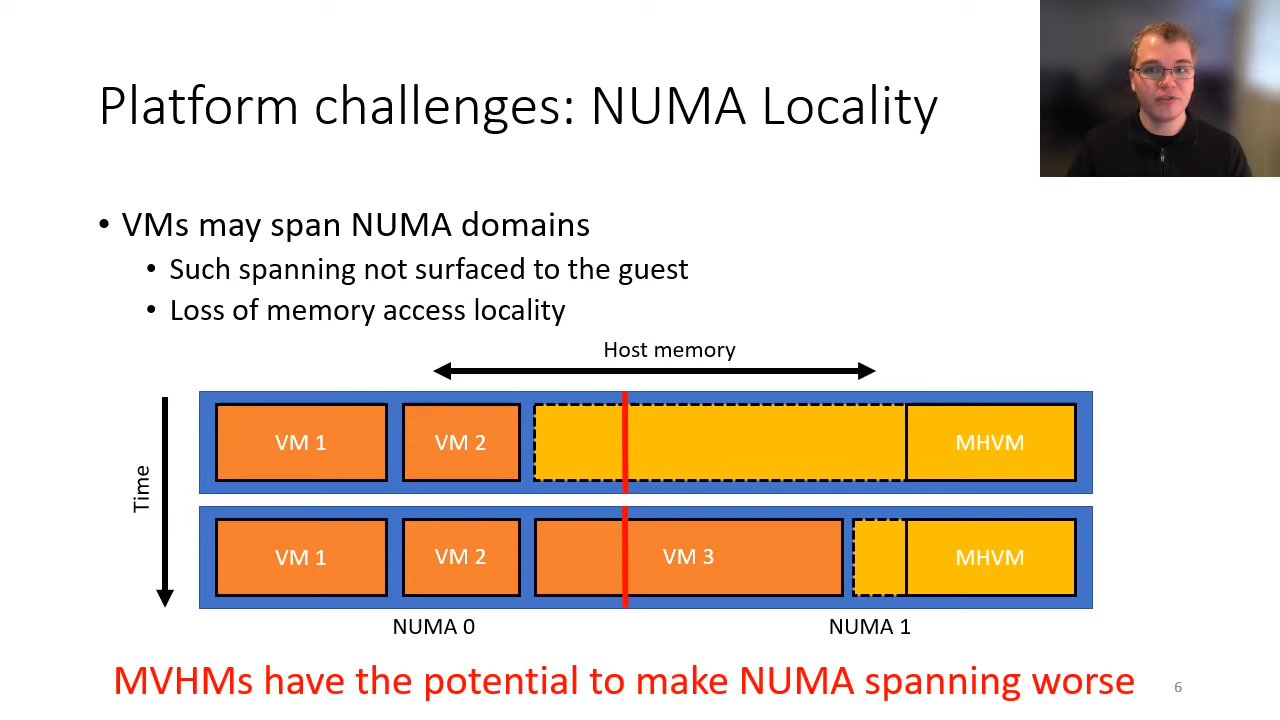 Platform challenges: NUMA Locality
• VMs may span NUMA domains
• Such spanning not surfaced to the guest
• Loss of memory access locality
Host memory
Time
VM 1
VM 2
MHVM
VM 1
VM 2
VM 3
MHVM
NUMA 0
NUMA 1
MVHMs have the potential to make NUMA spanning worse
6